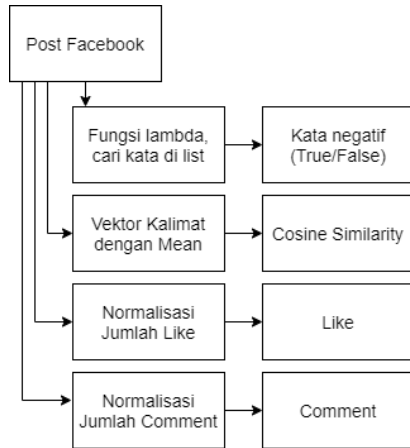 Post Facebook
Fungsi lambda,
cari kata di list
Kata negatif
(True/False)
Vektor Kalimat
dengan Mean
Cosine Similarity
Normalisasi
Jumlah Like
Like
Normalisasi
Jumlah Comment
Comment